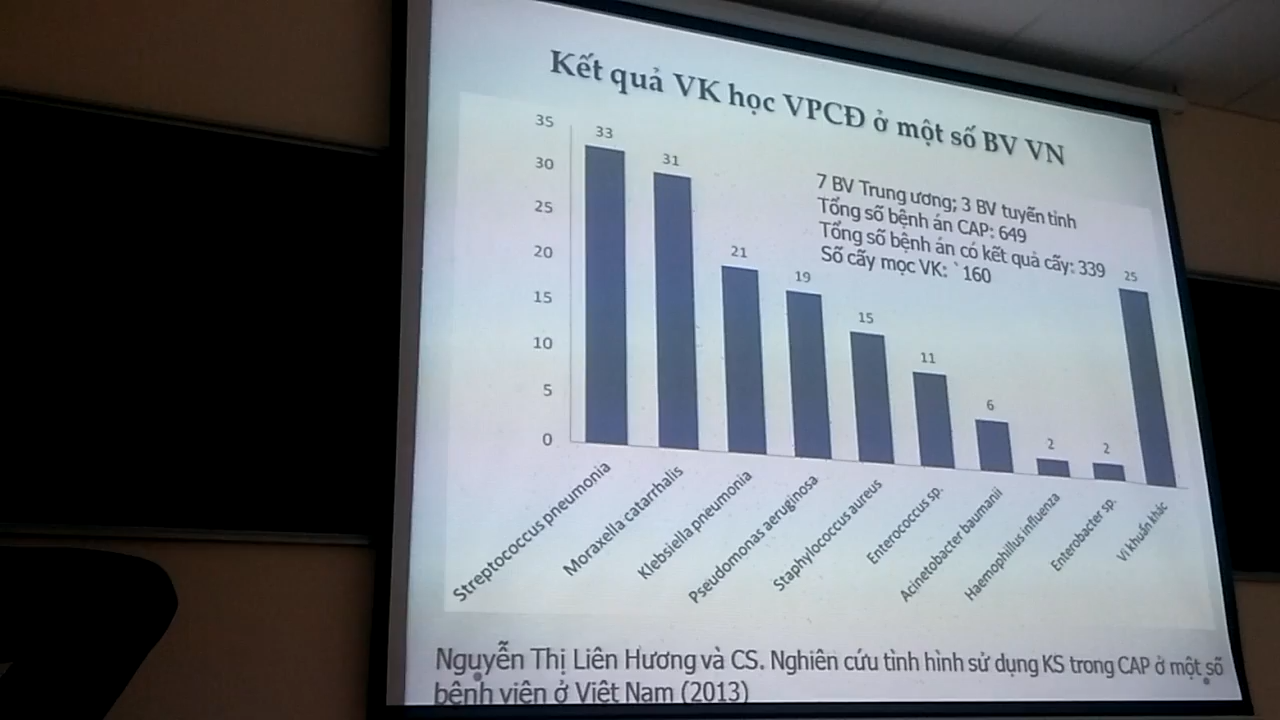 Kết quả VK học VPCĐ ở một số BV VN
7 BV Trung ương; 3 BV tuyến tỉnh
Tổng số bệnh án CAP: 649
Tổng số bệnh án có kết quả cấy: 339
Số cấy mọc VK: `160
35
30
25
20
15
10
5
0
33
31
21
19
15
11
6
2
2
25
Streptococcus pneumonia
Moraxella catarrhalis
Klebsiella pneumonia
Pseudomonas aeruginosa
Staphylococcus aureus
Enterococcus sp.
Acinetobacter baumanii
Haemophillus influenza
Enterobacter sp.
Vi khuẩn khác
Nguyễn Thị Liên Hương và CS. Nghiên cứu tình hình sử dụng KS trong CAP ở một số
bệnh viện ở Việt Nam (2013)